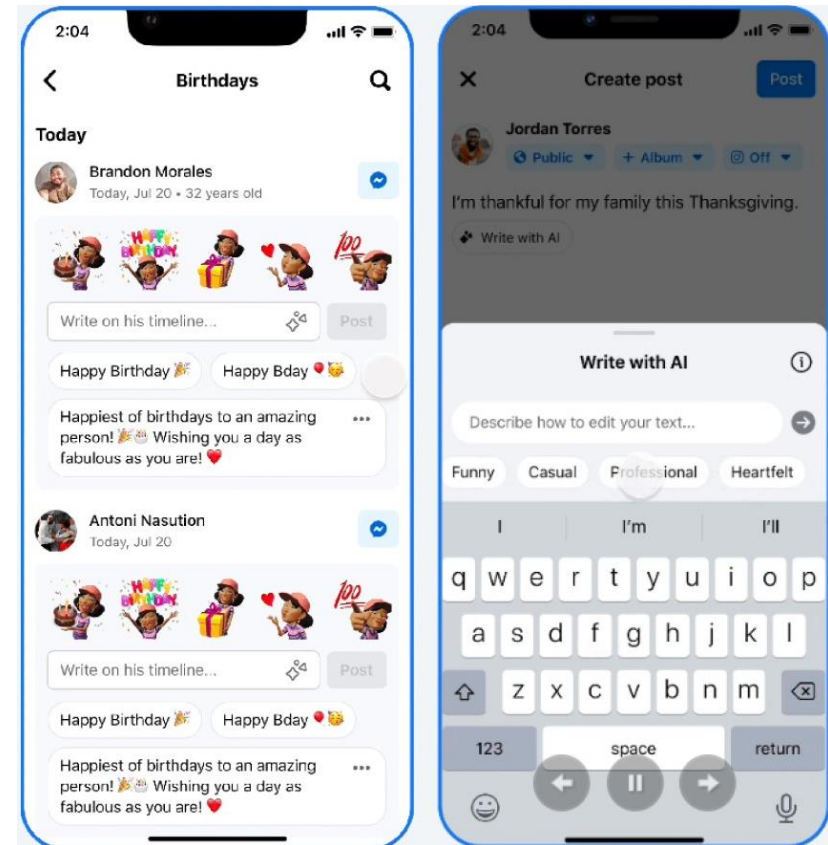 2:04
Birthdays
Today
Brandon Morales
Today, Jul 20 • 32 years old
HAPPY BIRTHDAY
100
Write on his timeline...
Post
Happy Birthday 🎉
Happy Bday 🎈🥳
Happiest of birthdays to an amazing
person! 🎉🎂 Wishing you a day as
fabulous as you are! ❤️
Antoni Nasution
Today, Jul 20
HAPPY BIRTHDAY
100
Write on his timeline...
Post
Happy Birthday 🎉
Happy Bday 🎈🥳
Happiest of birthdays to an amazing
person! 🎉🎂 Wishing you a day as
fabulous as you are! ❤️
2:04
Create post
Post
Jordan Torres
Public
+ Album
Off
I'm thankful for my family this Thanksgiving.
Write with AI
Write with AI
Describe how to edit your text...
Funny
Casual
Professional
Heartfelt
I
I'm
I'll
q w e r t y u i o p
a s d f g h j k l
z x c v b n m
123
space
return